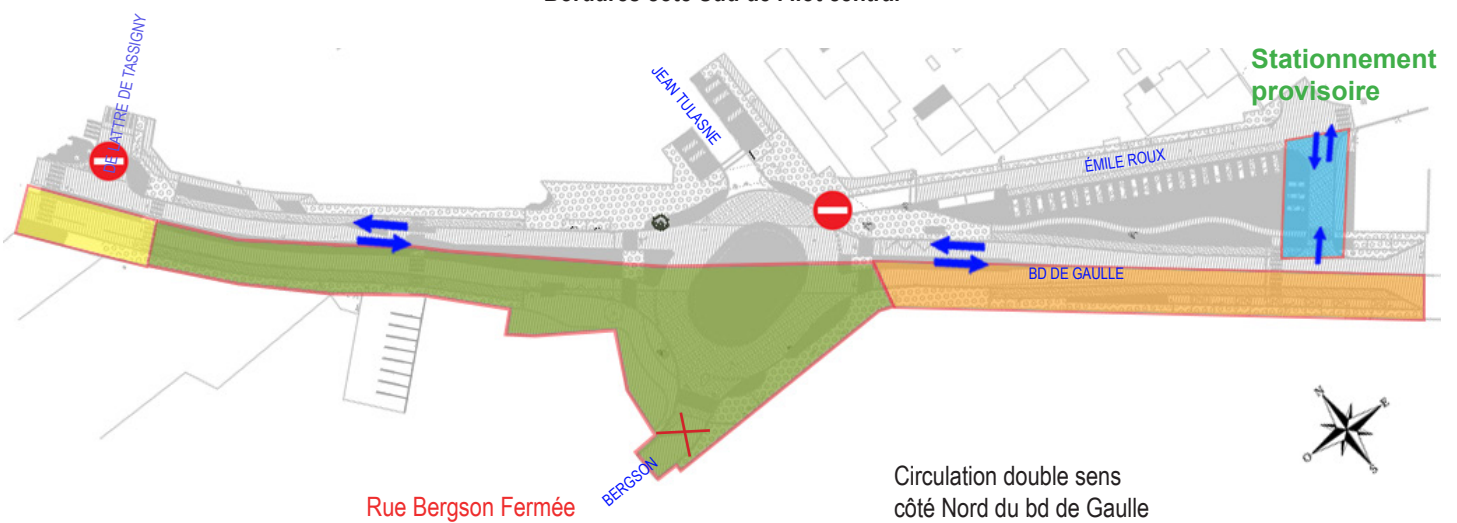 DE LATTRE DE TASSIGNY
JEAN TULASNE
Stationnement
provisoire
ÉMILE ROUX
BD DE GAULLE
N
E
O
S
BERGSON
Rue Bergson Fermée
Circulation double sens
côté Nord du bd de Gaulle